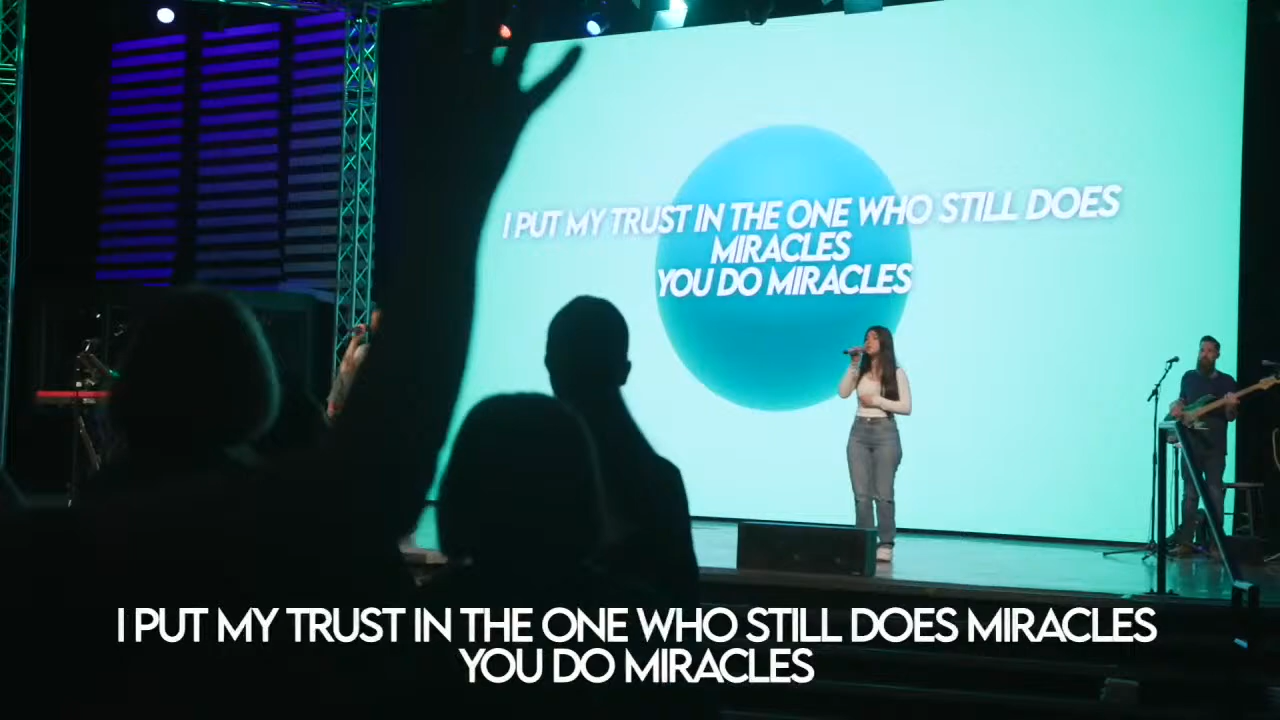 I PUT MY TRUST IN THE ONE WHO STILL DOES
MIRACLES
YOU DO MIRACLES
I PUT MY TRUST IN THE ONE WHO STILL DOES MIRACLES
YOU DO MIRACLES